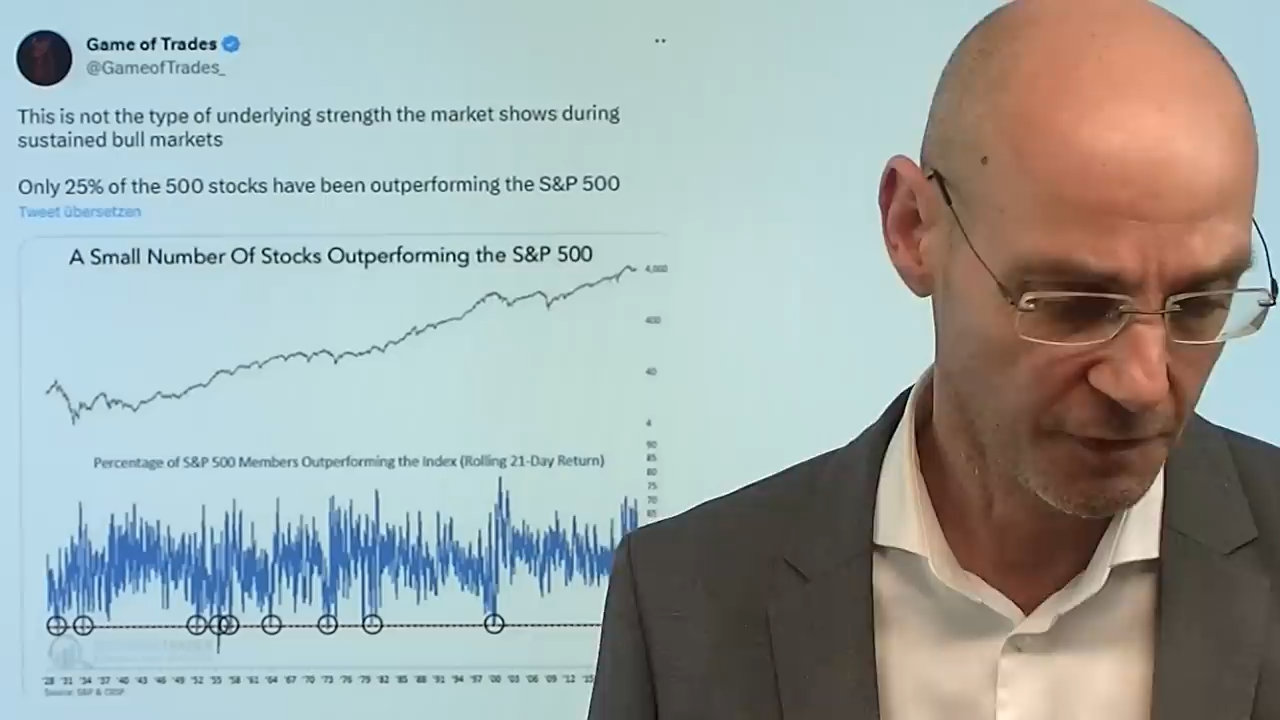 Game of Trades
@GameofTrades_
This is not the type of underlying strength the market shows during
sustained bull markets
Only 25% of the 500 stocks have been outperforming the S&P 500
Tweet übersetzen
A Small Number Of Stocks Outperforming the S&P 500
4,000
400
40
4
Percentage of S&P 500 Members Outperforming the Index (Rolling 21-Day Return)
90
85
80
75
70
65
'28 '31 '34 '37 '40 '43 '46 '49 '52 '55 '58 '61 '64 '67 '70 '73 '76 '79 '82 '85 '88 '91 '94 '97 '00 '03 '06 '09 '12 '15
Source: S&P & CRSP